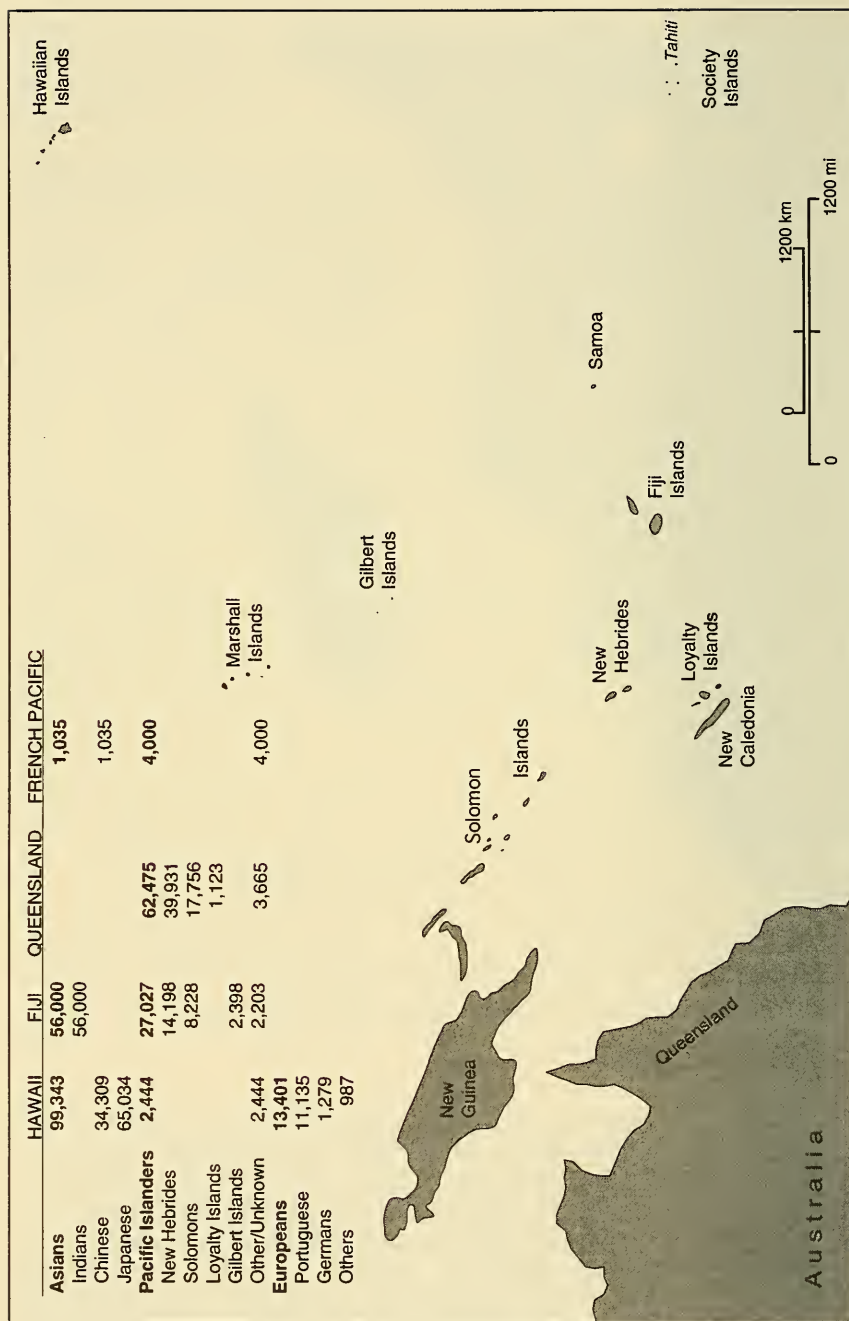 HAWAII FIJI QUEENSLAND FRENCH PACIFIC
Asians 99,343 56,000 1,035
Indians 56,000
Chinese 34,309 1,035
Japanese 65,034
Pacific Islanders 2,444 27,027 62,475 4,000
New Hebrides 14,198 39,931
Solomons 8,228 17,756
Loyalty Islands 1,123
Gilbert Islands 2,398
Other/Unknown 2,444 2,203 3,665 4,000
Europeans 13,401
Portuguese 11,135
Germans 1,279
Others 987
Hawaiian
Islands
Marshall
Islands
Gilbert
Islands
Solomon
Islands
New
Guinea
Samoa
New
Hebrides
Fiji
Islands
Tahiti
Society
Islands
Loyalty
Islands
New
Caledonia
Queensland
Australia
0 1200 km
0 1200 mi